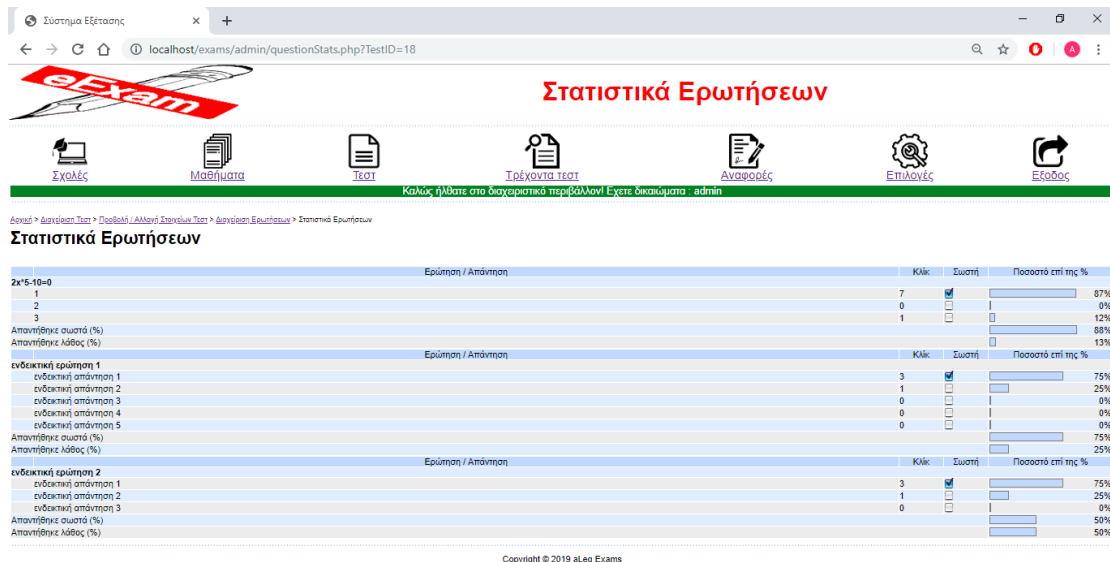 Σύστημα Εξέτασης
localhost/exams/admin/questionStats.php?TestID=18
A
eExam
Στατιστικά Ερωτήσεων
Σχολές Μαθήματα Τεστ Τρέχοντα τεστ Αναφορές Επιλογές Εξοδος
Καλώς ήλθατε στο διαχειριστικό περιβάλλον! Εχετε δικαιώματα : admin
Αρχική > Διαχείριση Τεστ > Προβολή / Αλλαγή Στοιχείων Τεστ > Διαχείριση Ερωτήσεων > Στατιστικά Ερωτήσεων
Στατιστικά Ερωτήσεων
Ερώτηση / Απάντηση Κλίκ Σωστή Ποσοστό επί της %
2x*5-10=0
1 7 87%
2 0 0%
3 1 12%
Απαντήθηκε σωστά (%) 88%
Απαντήθηκε λάθος (%) 13%
Ερώτηση / Απάντηση Κλίκ Σωστή Ποσοστό επί της %
ενδεικτική ερώτηση 1
ενδεικτική απάντηση 1 3 75%
ενδεικτική απάντηση 2 1 25%
ενδεικτική απάντηση 3 0 0%
ενδεικτική απάντηση 4 0 0%
ενδεικτική απάντηση 5 0 0%
Απαντήθηκε σωστά (%) 75%
Απαντήθηκε λάθος (%) 25%
Ερώτηση / Απάντηση Κλίκ Σωστή Ποσοστό επί της %
ενδεικτική ερώτηση 2
ενδεικτική απάντηση 1 3 75%
ενδεικτική απάντηση 2 1 25%
ενδεικτική απάντηση 3 0 0%
Απαντήθηκε σωστά (%) 50%
Απαντήθηκε λάθος (%) 50%
Copyright © 2019 aLeg Exams